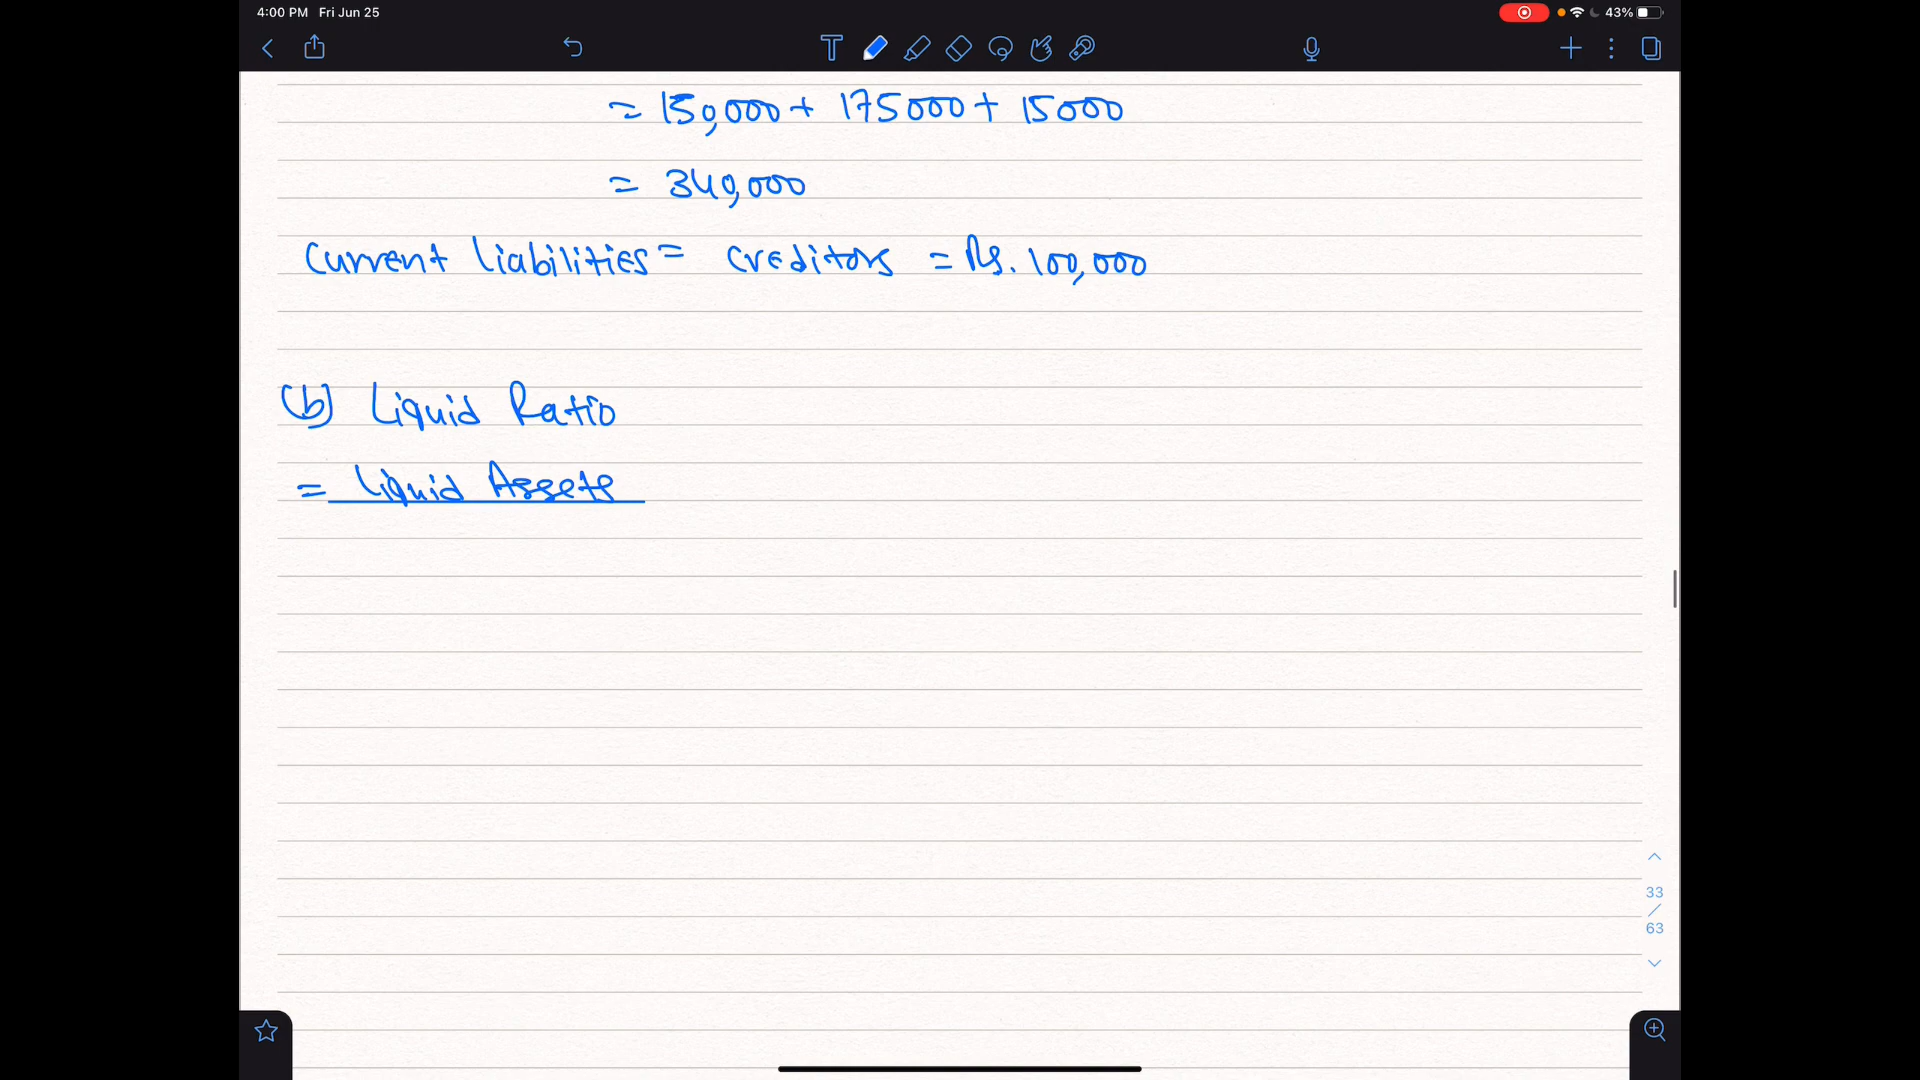 4:00 PM Fri Jun 25
43%
T
= 150,000 + 175000 + 15000
= 340,000
Current Liabilities = Creditors = Rs. 100,000
(b) Liquid Ratio
= Liquid Assets
33
/
63